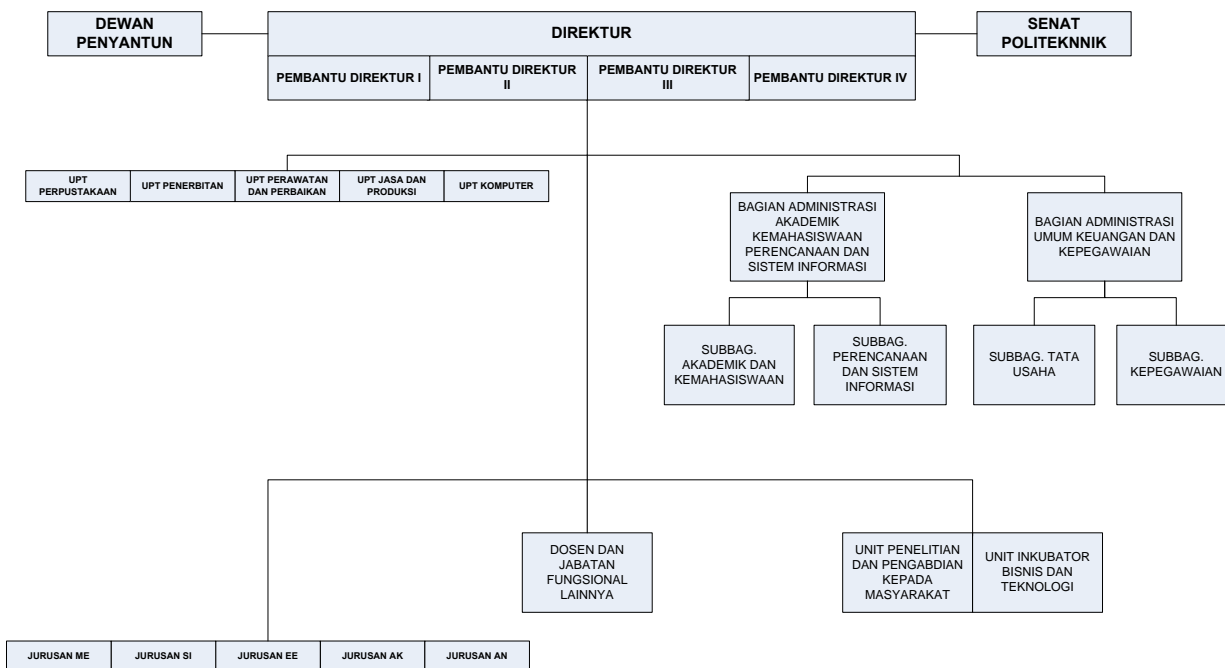 DEWAN
PENYANTUN
DIREKTUR
SENAT
POLITEKNNIK
PEMBANTU DIREKTUR I
PEMBANTU DIREKTUR
II
PEMBANTU DIREKTUR
III
PEMBANTU DIREKTUR IV
UPT
PERPUSTAKAAN
UPT PENERBITAN
UPT PERAWATAN
DAN PERBAIKAN
UPT JASA DAN
PRODUKSI
UPT KOMPUTER
BAGIAN ADMINISTRASI
AKADEMIK
KEMAHASISWAAN
PERENCANAAN DAN
SISTEM INFORMASI
BAGIAN ADMINISTRASI
UMUM KEUANGAN DAN
KEPEGAWAIAN
SUBBAG.
AKADEMIK DAN
KEMAHASISWAAN
SUBBAG.
PERENCANAAN
DAN SISTEM
INFORMASI
SUBBAG. TATA
USAHA
SUBBAG.
KEPEGAWAIAN
DOSEN DAN
JABATAN
FUNGSIONAL
LAINNYA
UNIT PENELITIAN
DAN PENGABDIAN
KEPADA
MASYARAKAT
UNIT INKUBATOR
BISNIS DAN
TEKNOLOGI
JURUSAN ME
JURUSAN SI
JURUSAN EE
JURUSAN AK
JURUSAN AN